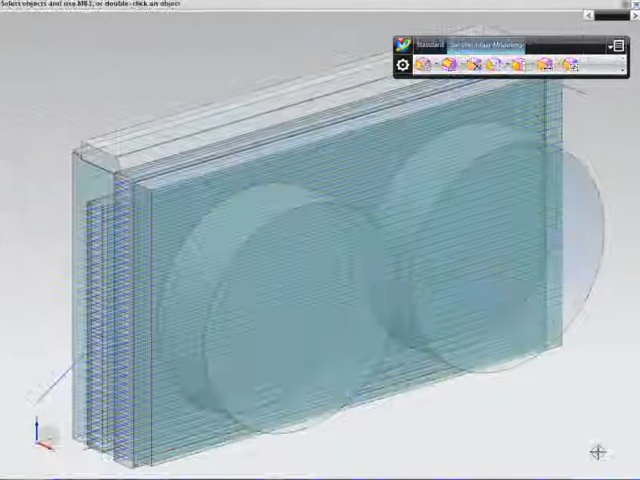 Select objects and use MB3, or double-click an object
Standard
Synchronous Modeling